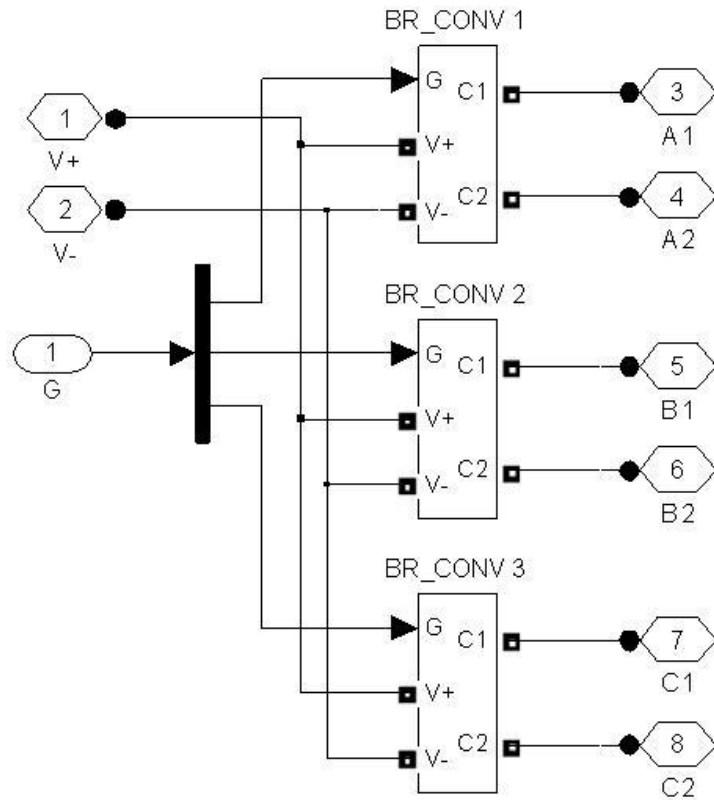 BR_CONV 1
G
C1
3
A1
1
V+
V+
C2
4
A2
2
V-
V-
BR_CONV 2
1
G
G
C1
5
B1
V+
C2
6
B2
V-
BR_CONV 3
G
C1
7
C1
V+
C2
8
C2
V-